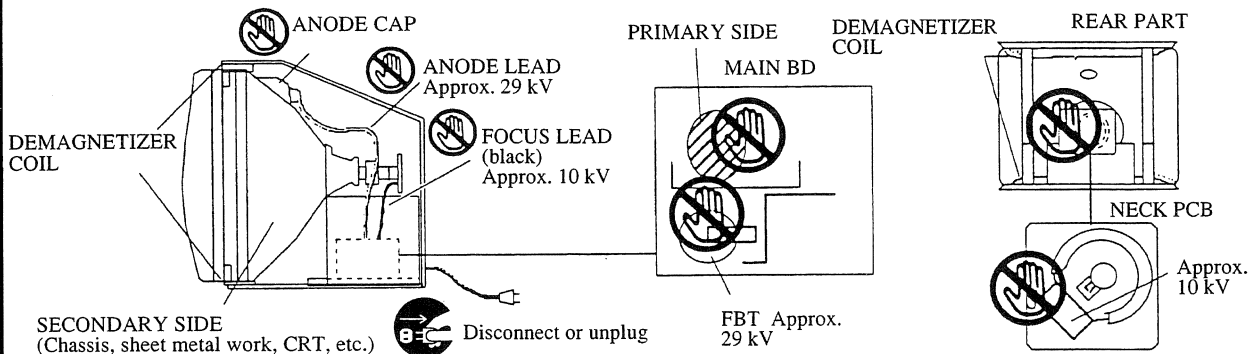 ANODE CAP
ANODE LEAD
Approx. 29 kV
FOCUS LEAD
(black)
Approx. 10 kV
DEMAGNETIZER
COIL
SECONDARY SIDE
(Chassis, sheet metal work, CRT, etc.)
Disconnect or unplug
PRIMARY SIDE
MAIN BD
FBT Approx.
29 kV
DEMAGNETIZER
COIL
REAR PART
NECK PCB
Approx.
10 kV